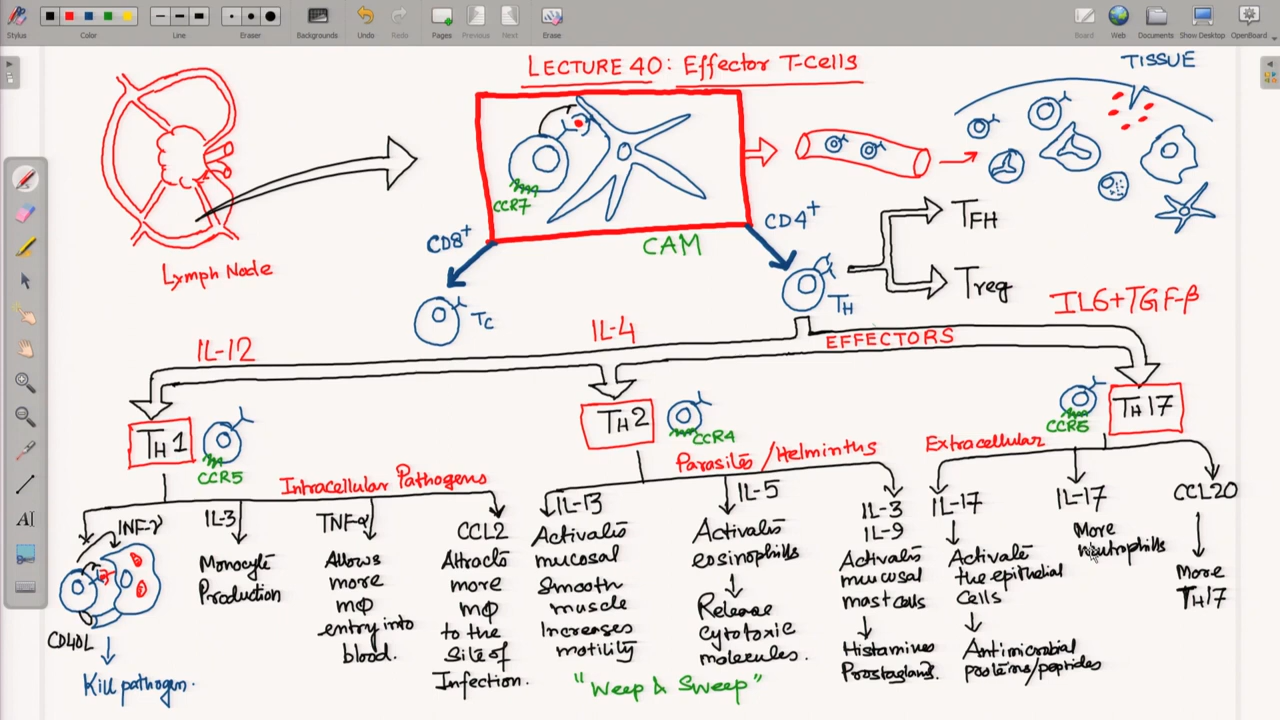 Stylus
Color
Line
Eraser
Backgrounds
Undo
Redo
Pages
Previous
Next
Erase
Board
Web
Documents
Show Desktop
OpenBoard
LECTURE 40: Effector T-Cells
TISSUE
CCR7
CD8+
CAM
CD4+
TFH
Treg
Lymph Node
TC
TH
IL6+TGF-β
IL-12
IL-4
EFFECTORS
TH1
CCR5
TH2
CCR4
CCR6
TH17
Intracellular Pathogens
Parasites/Helminths
Extracellular
INF-γ
CD40L
Kill pathogen.
IL-3
Monocyte
Production
TNF-α
Allows
more
mΦ
entry into
blood.
CCL2
Attracts
more
mΦ
to the
Site of
Infection.
IL-13
Activates
mucosal
Smooth
muscle
Increases
motility
"Weep & Sweep"
IL-5
Activates
eosinophills
Release
Cytotoxic
molecules.
IL-3
IL-9
Activates
mucusal
mast cells
Histamines
Prostaglans.
IL-17
Activate
the epithelial
Cells
Antimicrobial
proteins/peptides
IL-17
More
neutrophills
CCL20
More
TH17